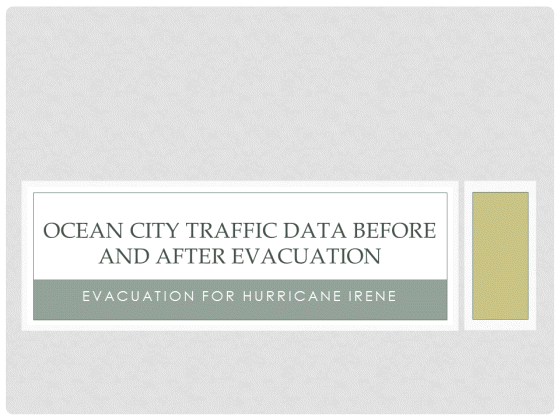 OCEAN CITY TRAFFIC DATA BEFORE
AND AFTER EVACUATION
EVACUATION FOR HURRICANE IRENE